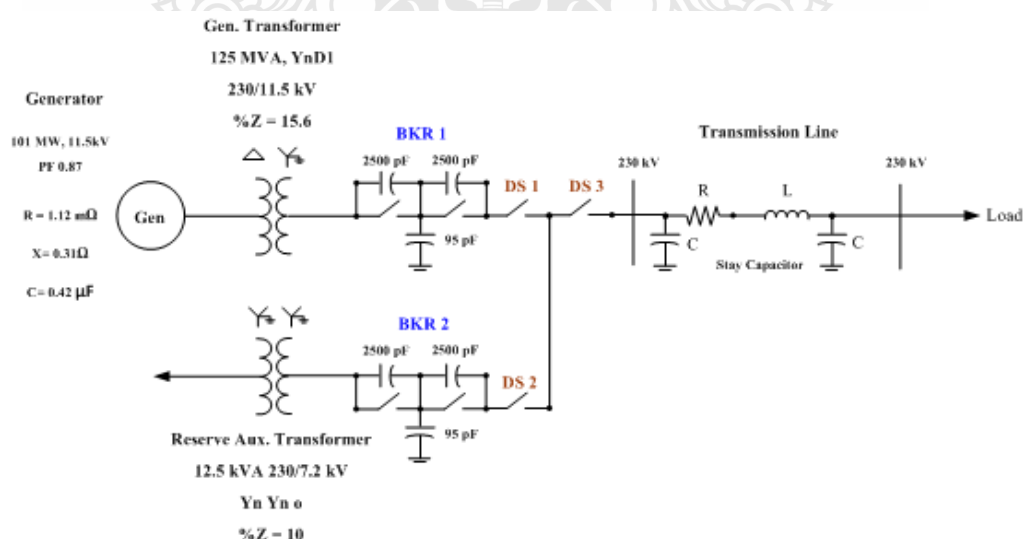 Gen. Transformer
125 MVA, YnD1
230/11.5 kV
%Z = 15.6
Generator
101 MW, 11.5kV
PF 0.87
R = 1.12 mΩ
X= 0.31Ω
C= 0.42 μF
Gen
BKR 1
2500 pF 2500 pF
95 pF
DS 1 DS 3
Transmission Line
230 kV 230 kV
R L
C C
Stay Capacitor
Load
BKR 2
2500 pF 2500 pF
95 pF
DS 2
Reserve Aux. Transformer
12.5 kVA 230/7.2 kV
Yn Yn o
%Z = 10